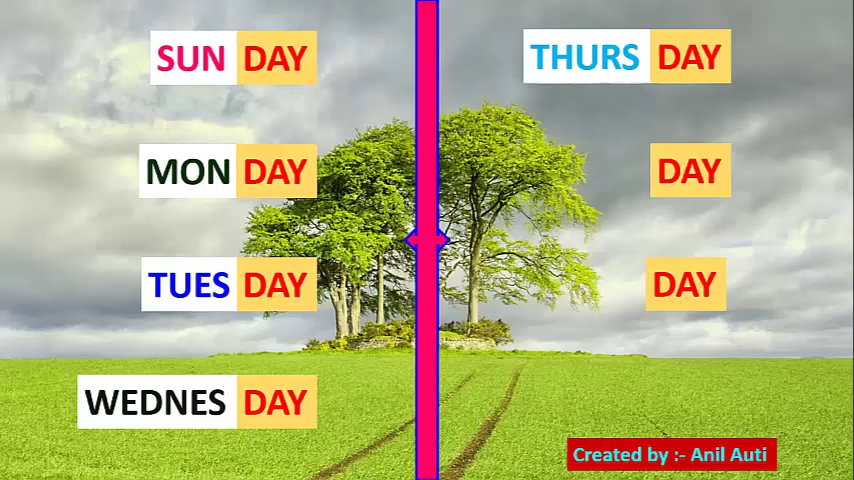 SUN DAY
MON DAY
TUES DAY
WEDNES DAY
THURS DAY
DAY
DAY
Created by :- Anil Auti